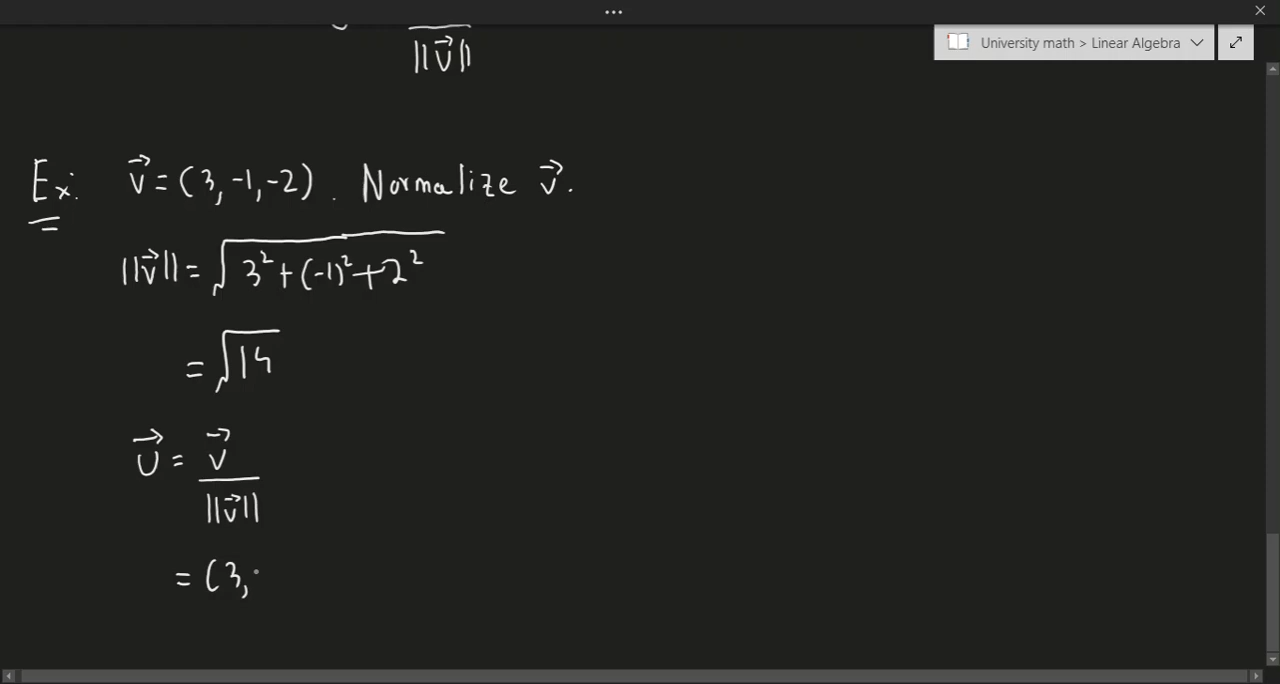 ...
University math > Linear Algebra
||v⃗||
Ex: v⃗ = (3, -1, -2). Normalize v⃗.
||v⃗|| = √(3² + (-1)² + 2²)
= √14
U⃗ = v⃗
||v⃗||
= (3,